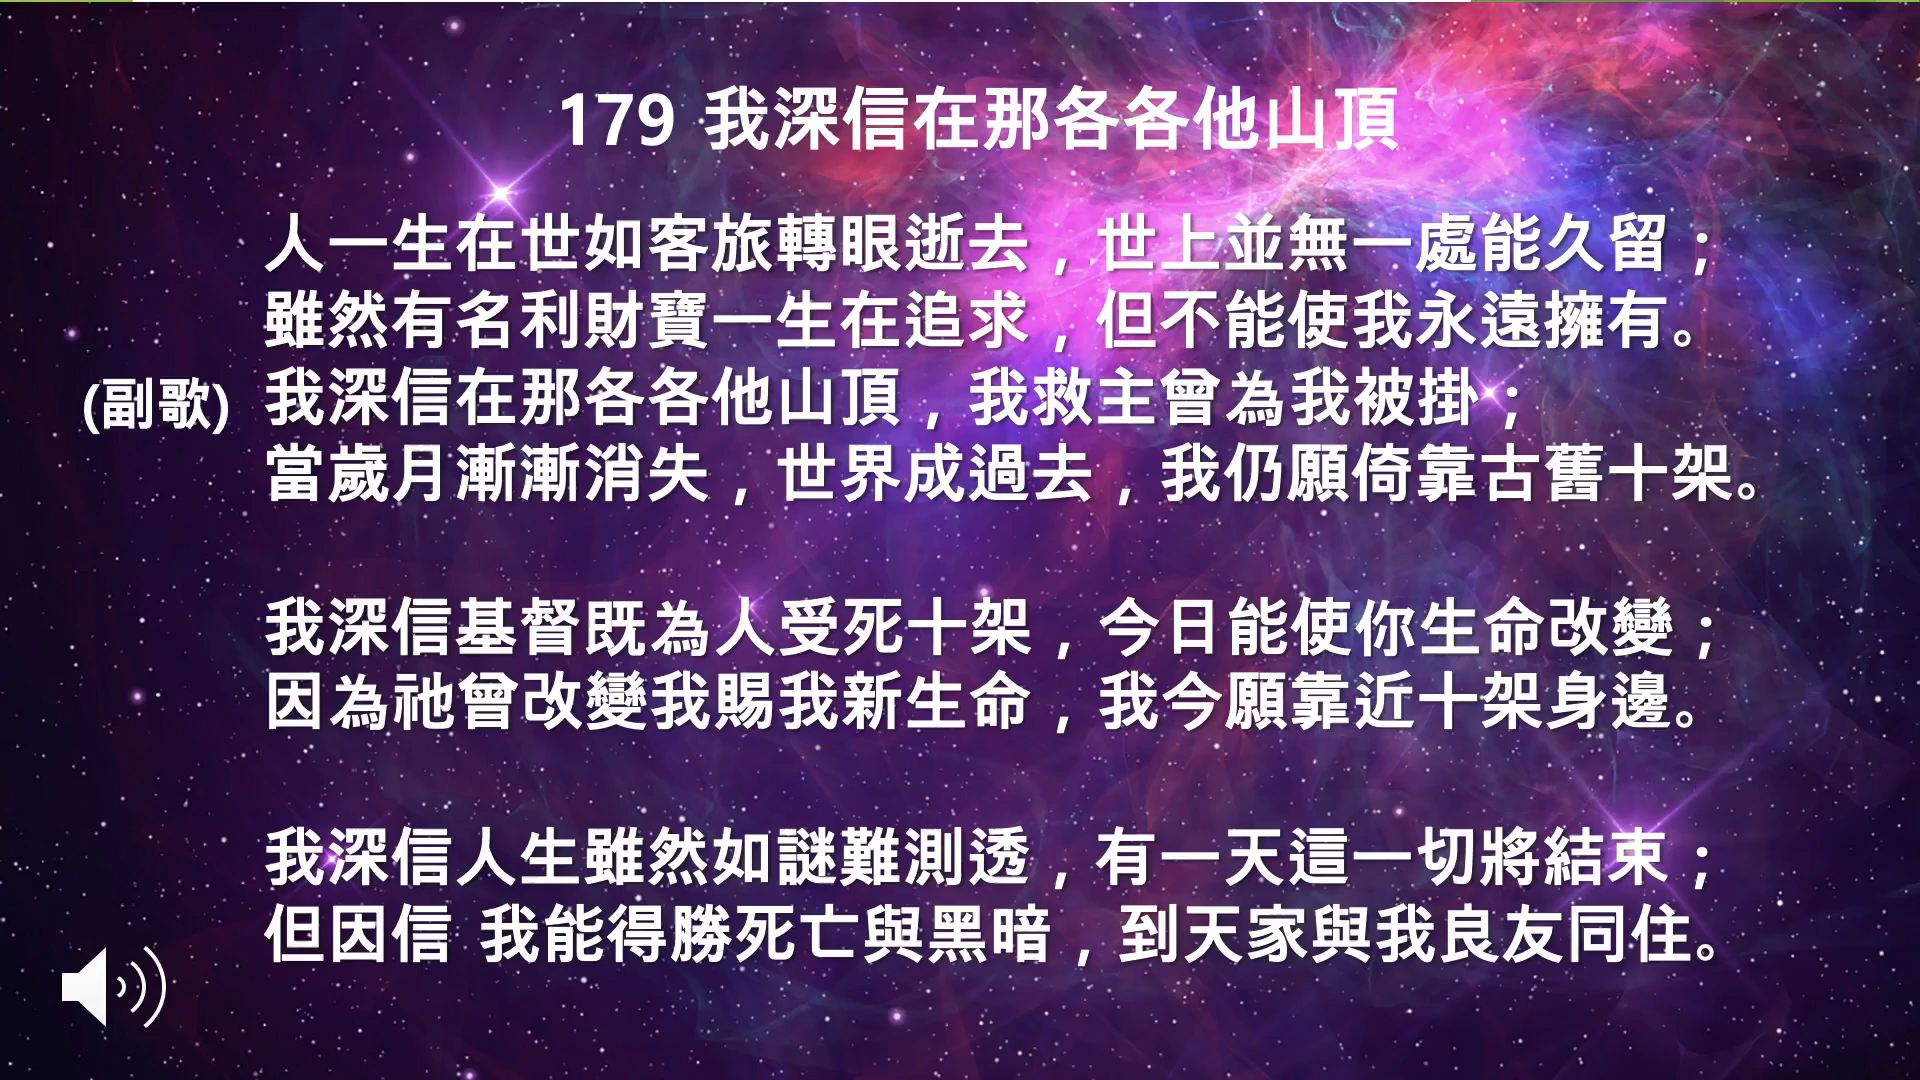 179 我深信在那各各他山頂
人一生在世如客旅轉眼逝去，世上並無一處能久留；
雖然有名利財寶一生在追求，但不能使我永遠擁有。
(副歌) 我深信在那各各他山頂，我救主曾為我被掛；
當歲月漸漸消失，世界成過去，我仍願倚靠古舊十架。
我深信基督既為人受死十架，今日能使你生命改變；
因為祂曾改變我賜我新生命，我今願靠近十架身邊。
我深信人生雖然如謎難測透，有一天這一切將結束；
但因信 我能得勝死亡與黑暗，到天家與我良友同住。